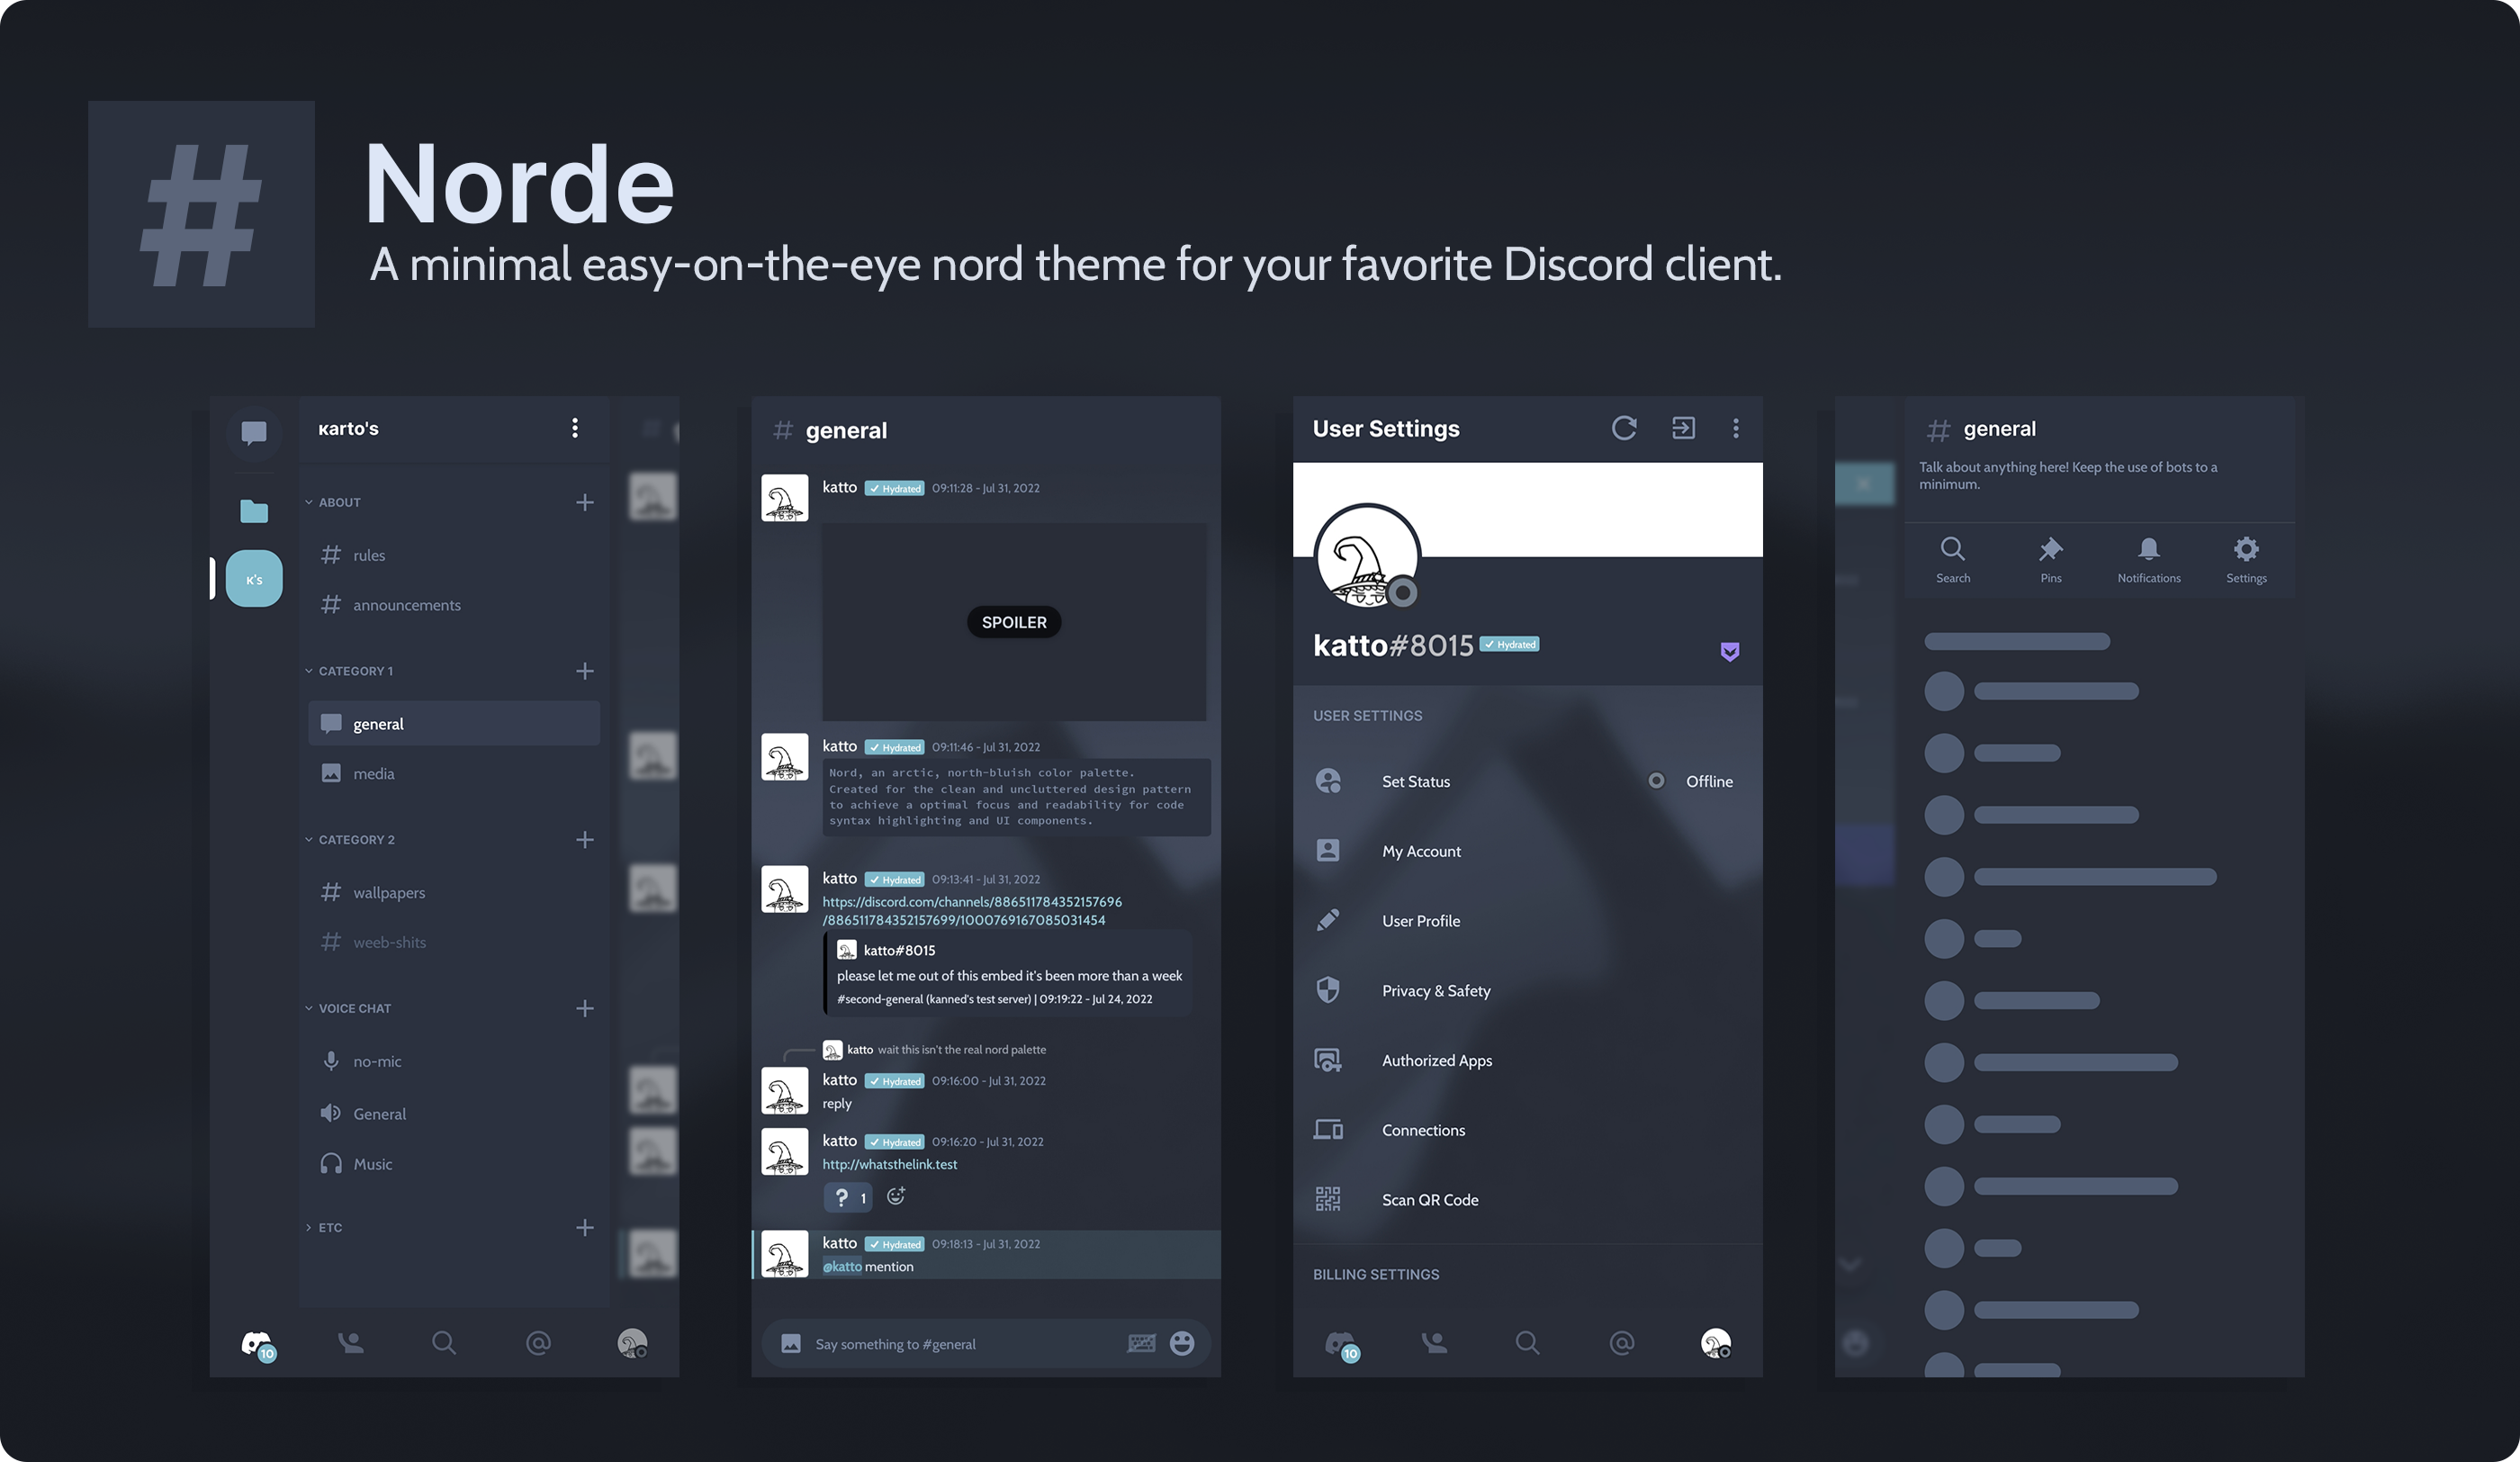 Norde
A minimal easy-on-the-eye nord theme for your favorite Discord client.
ĸarto's
ABOUT
rules
announcements
ĸ's
CATEGORY 1
general
media
CATEGORY 2
wallpapers
weeb-shits
VOICE CHAT
no-mic
General
Music
ETC
10
# general
katto Hydrated 09:11:28 - Jul 31, 2022
SPOILER
katto Hydrated 09:11:46 - Jul 31, 2022
Nord, an arctic, north-bluish color palette.
Created for the clean and uncluttered design pattern
to achieve a optimal focus and readability for code
syntax highlighting and UI components.
katto Hydrated 09:13:41 - Jul 31, 2022
https://discord.com/channels/886511784352157696
/886511784352157699/1000769167085031454
katto#8015
please let me out of this embed it's been more than a week
#second-general (kanned's test server) | 09:19:22 - Jul 24, 2022
katto wait this isn't the real nord palette
katto Hydrated 09:16:00 - Jul 31, 2022
reply
katto Hydrated 09:16:20 - Jul 31, 2022
http://whatsthelink.test
? 1
katto Hydrated 09:18:13 - Jul 31, 2022
@katto mention
Say something to #general
User Settings
katto#8015 Hydrated
USER SETTINGS
Set Status Offline
My Account
User Profile
Privacy & Safety
Authorized Apps
Connections
Scan QR Code
BILLING SETTINGS
10
# general
Talk about anything here! Keep the use of bots to a
minimum.
Search Pins Notifications Settings